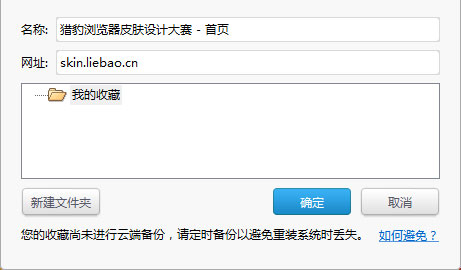 名称: 猎豹浏览器皮肤设计大赛 - 首页
网址: skin.liebao.cn
我的收藏
新建文件夹 确定 取消
您的收藏尚未进行云端备份，请定时备份以避免重装系统时丢失。 如何避免？